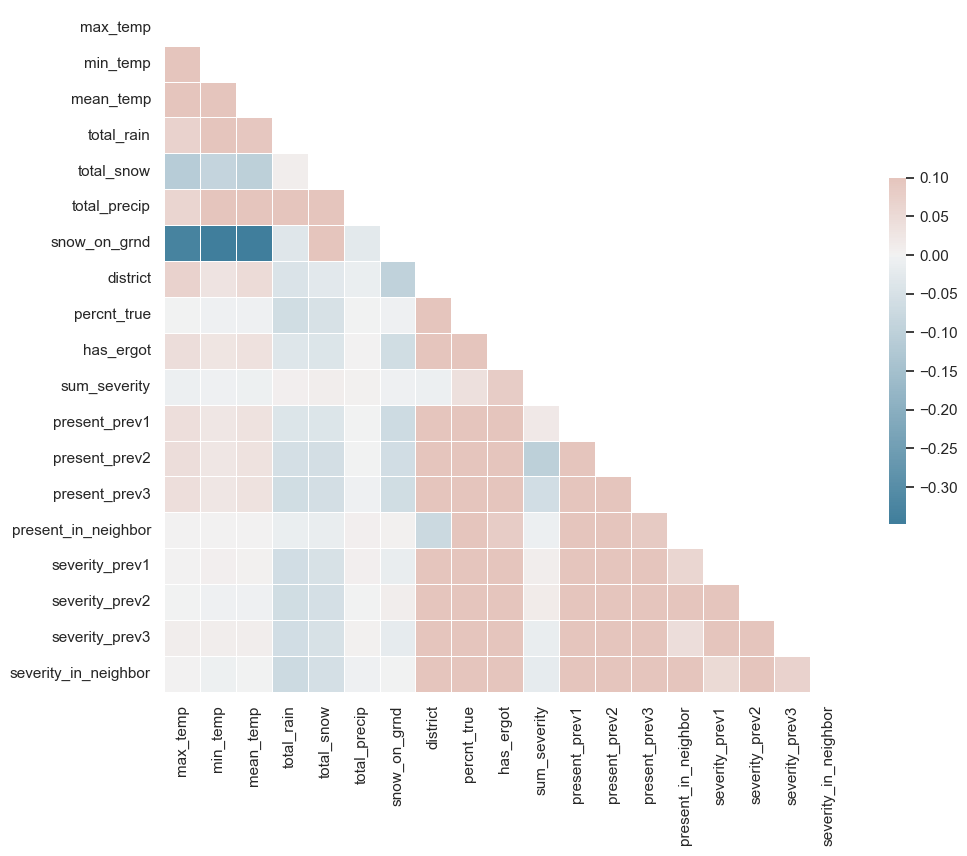 max_temp
min_temp
mean_temp
total_rain
total_snow
total_precip
snow_on_grnd
district
percnt_true
has_ergot
sum_severity
present_prev1
present_prev2
present_prev3
present_in_neighbor
severity_prev1
severity_prev2
severity_prev3
severity_in_neighbor
max_temp
min_temp
mean_temp
total_rain
total_snow
total_precip
snow_on_grnd
district
percnt_true
has_ergot
sum_severity
present_prev1
present_prev2
present_prev3
present_in_neighbor
severity_prev1
severity_prev2
severity_prev3
severity_in_neighbor
0.10
0.05
0.00
−0.05
−0.10
−0.15
−0.20
−0.25
−0.30